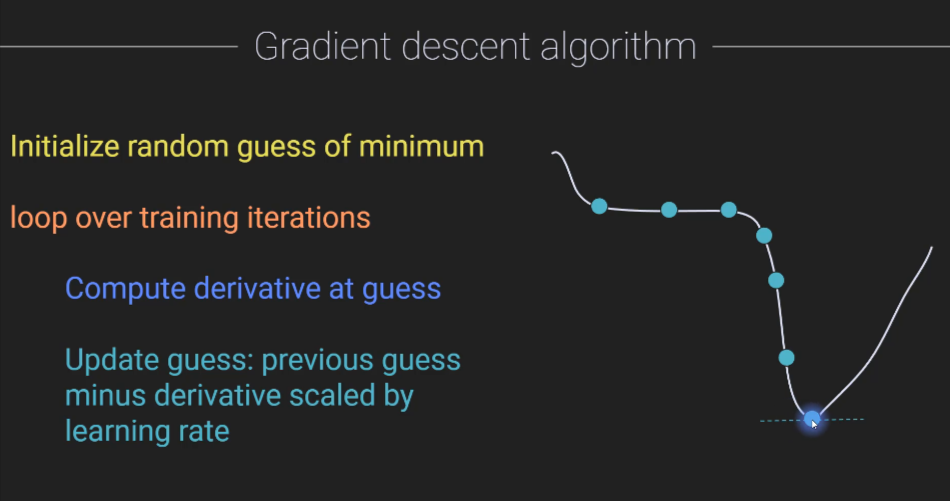 Gradient descent algorithm
Initialize random guess of minimum
loop over training iterations
Compute derivative at guess
Update guess: previous guess
minus derivative scaled by
learning rate